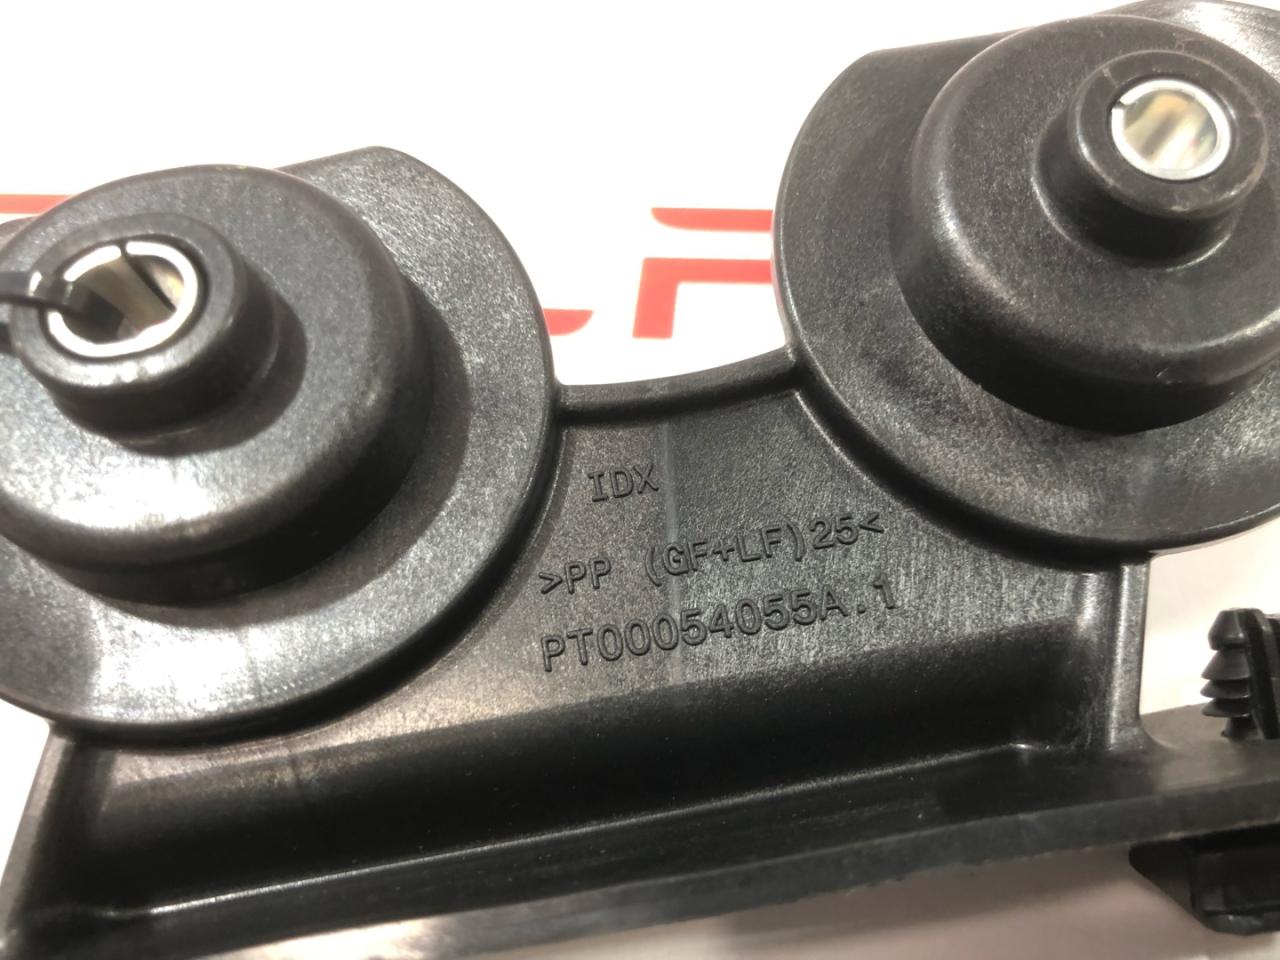 IDX
>PP (GF+LF)25<
PT00054055A.1